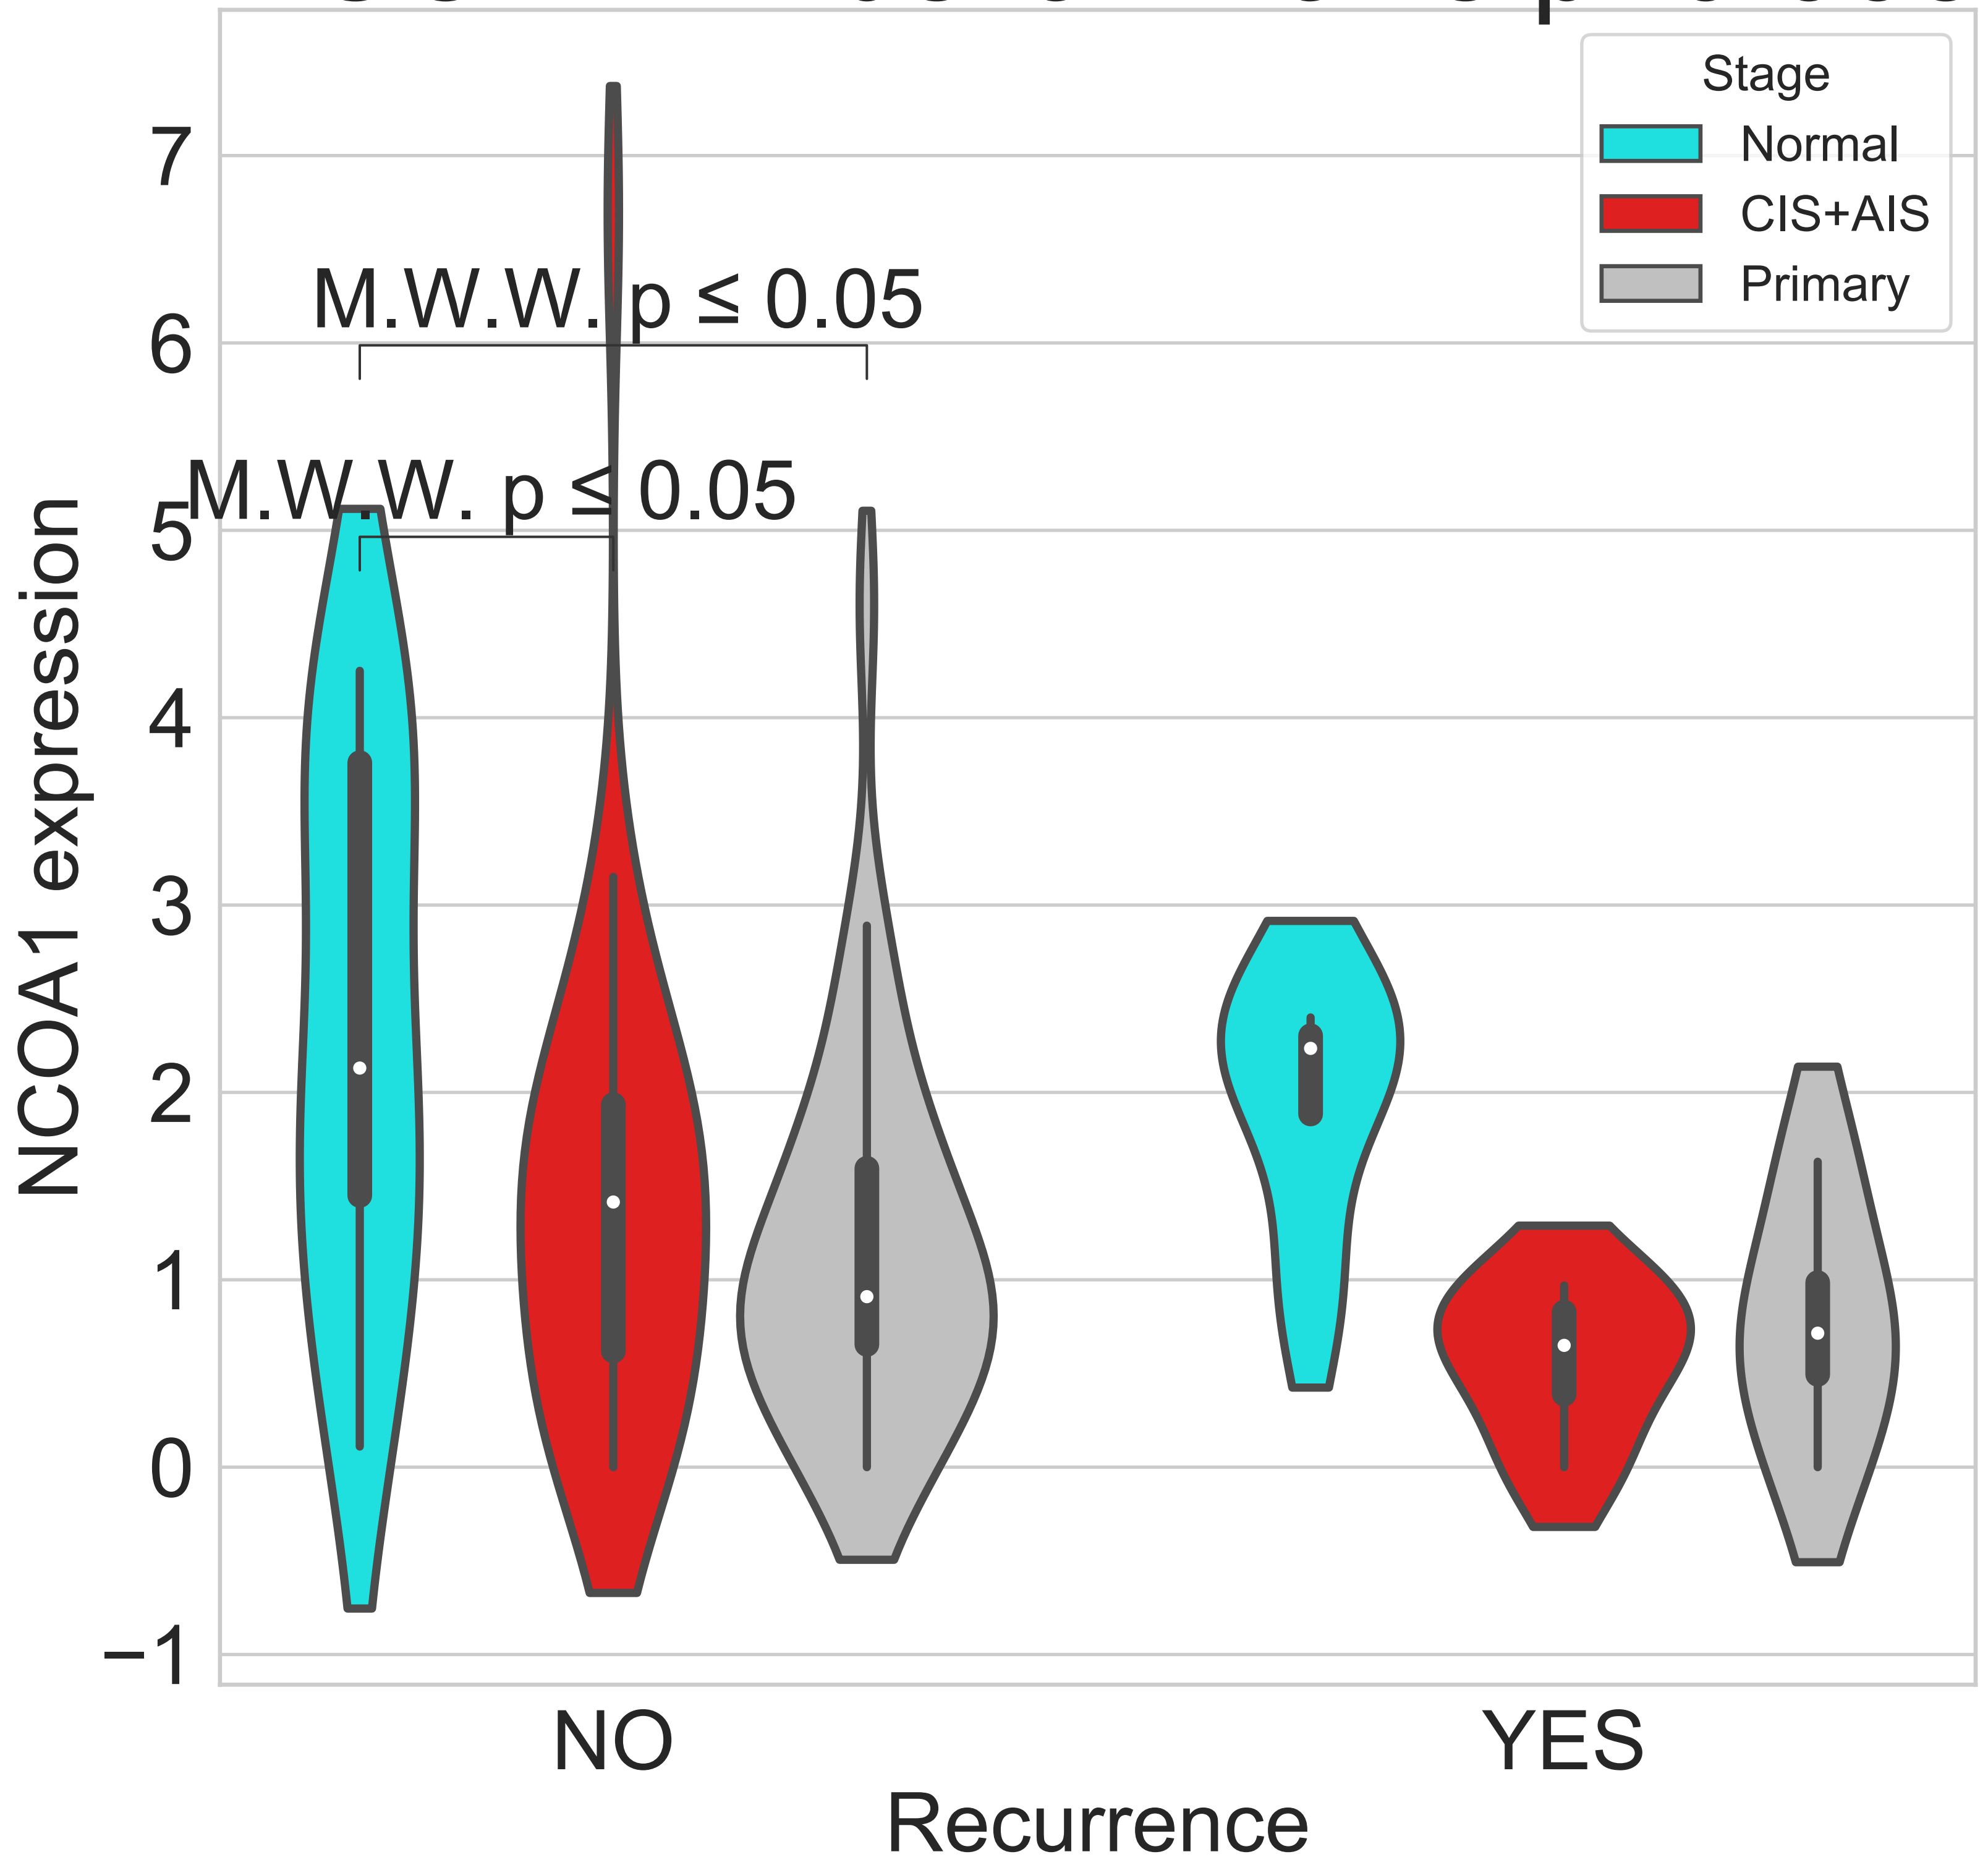 Stage
Normal
CIS+AIS
Primary
7
6
5
4
3
2
1
0
−1
M.W.W. p ≤ 0.05
M.W.W. p ≤ 0.05
NCOA1 expression
NO
YES
Recurrence